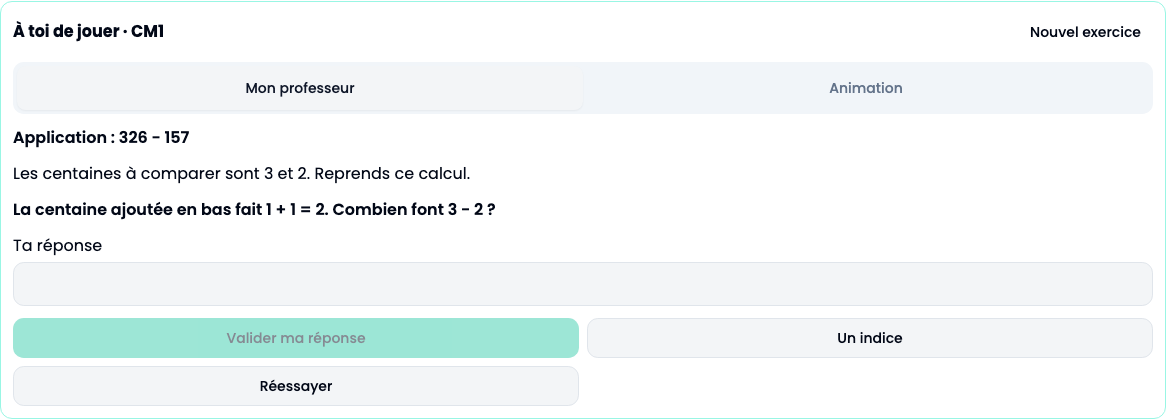 À toi de jouer · CM1
Nouvel exercice
Mon professeur
Animation
Application : 326 − 157
Les centaines à comparer sont 3 et 2. Reprends ce calcul.
La centaine ajoutée en bas fait 1 + 1 = 2. Combien font 3 − 2 ?
Ta réponse
Valider ma réponse
Un indice
Réessayer